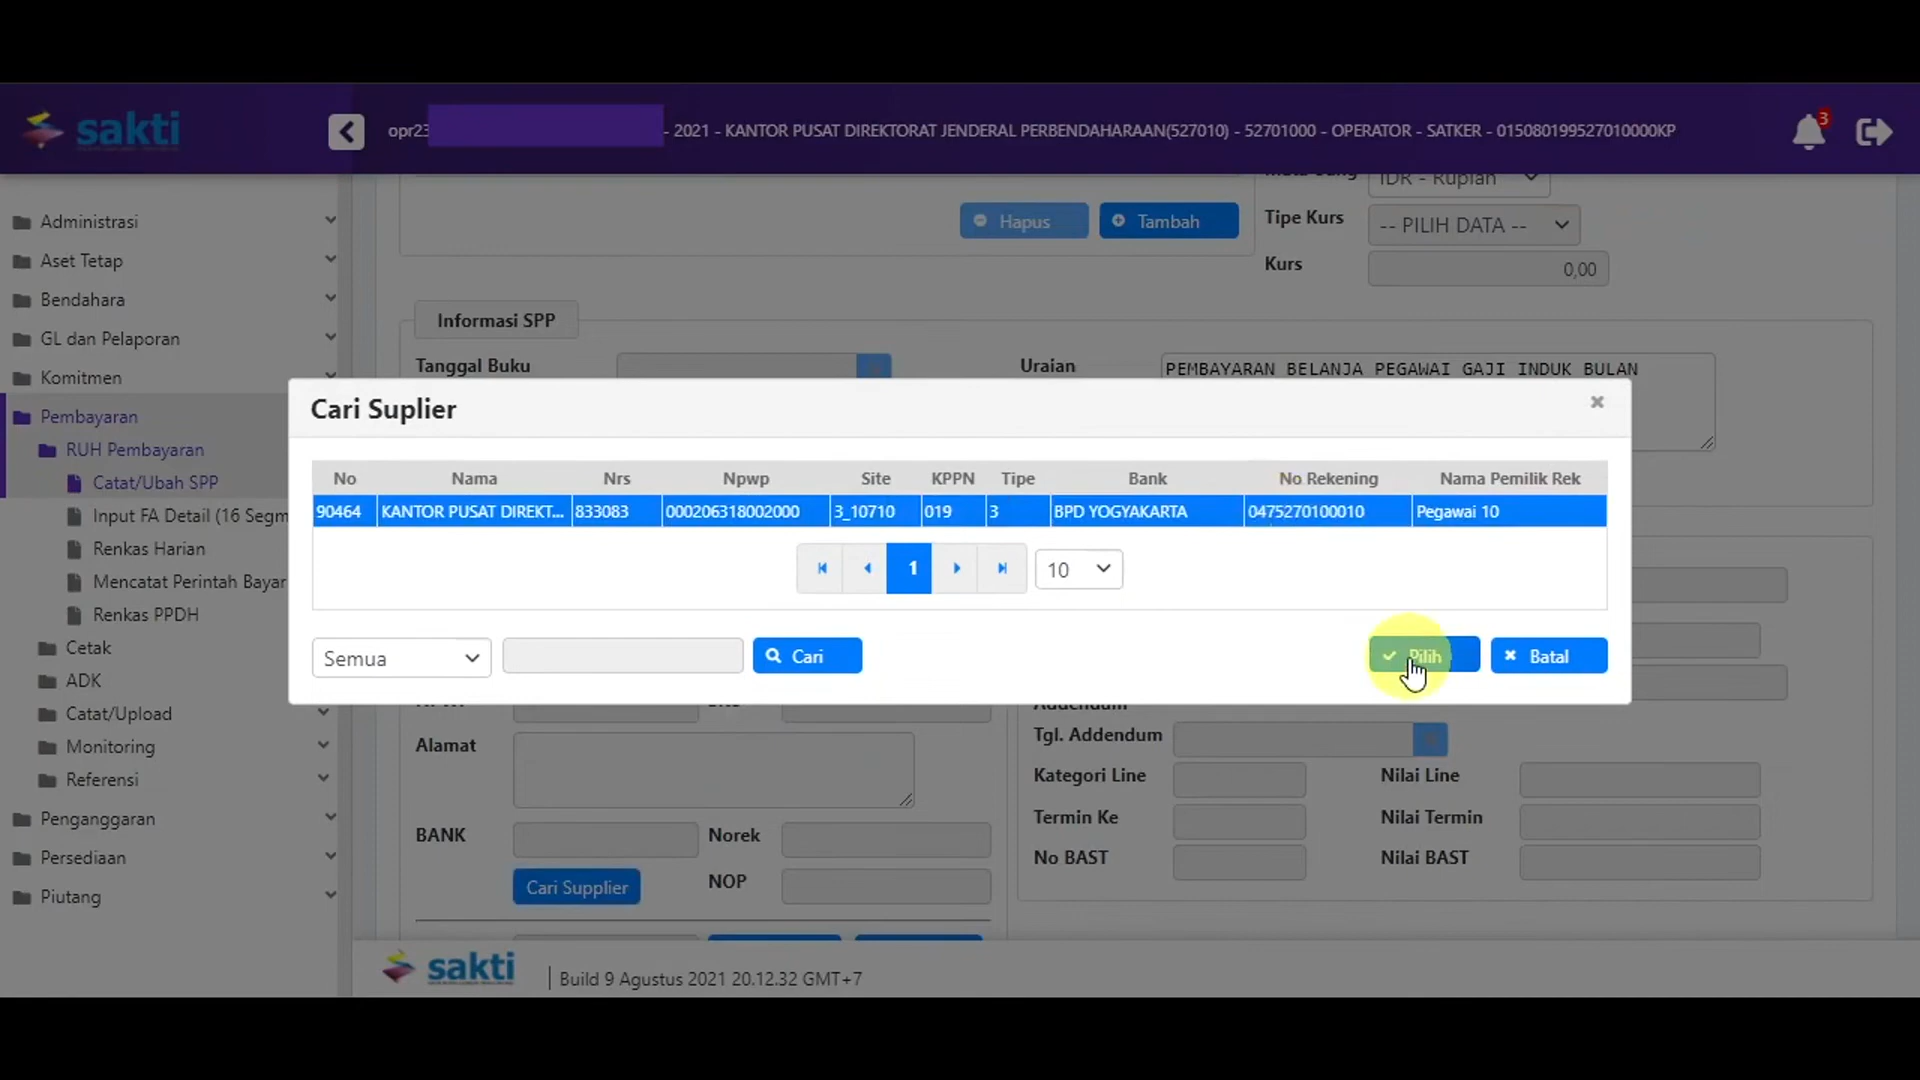 sakti
opr23 - 2021 - KANTOR PUSAT DIREKTORAT JENDERAL PERBENDAHARAAN(527010) - 52701000 - OPERATOR - SATKER - 015080199527010000KP
3
Administrasi
Aset Tetap
Bendahara
GL dan Pelaporan
Komitmen
Pembayaran
RUH Pembayaran
Catat/Ubah SPP
Input FA Detail (16 Segm
Renkas Harian
Mencatat Perintah Bayar
Renkas PPDH
Cetak
ADK
Catat/Upload
Monitoring
Referensi
Penganggaran
Persediaan
Piutang
IDR - Rupiah
Hapus Tambah
Tipe Kurs -- PILIH DATA --
Kurs 0,00
Informasi SPP
Tanggal Buku
Uraian PEMBAYARAN BELANJA PEGAWAI GAJI INDUK BULAN
Cari Suplier
No Nama Nrs Npwp Site KPPN Tipe Bank No Rekening Nama Pemilik Rek
90464 KANTOR PUSAT DIREKT... 833083 000206318002000 3_10710 019 3 BPD YOGYAKARTA 0475270100010 Pegawai 10
1 10
Semua Cari Pilih Batal
Addendum
Alamat
Tgl. Addendum
Kategori Line Nilai Line
Termin Ke Nilai Termin
BANK Norek
No BAST Nilai BAST
Cari Supplier NOP
sakti | Build 9 Agustus 2021 20.12.32 GMT+7